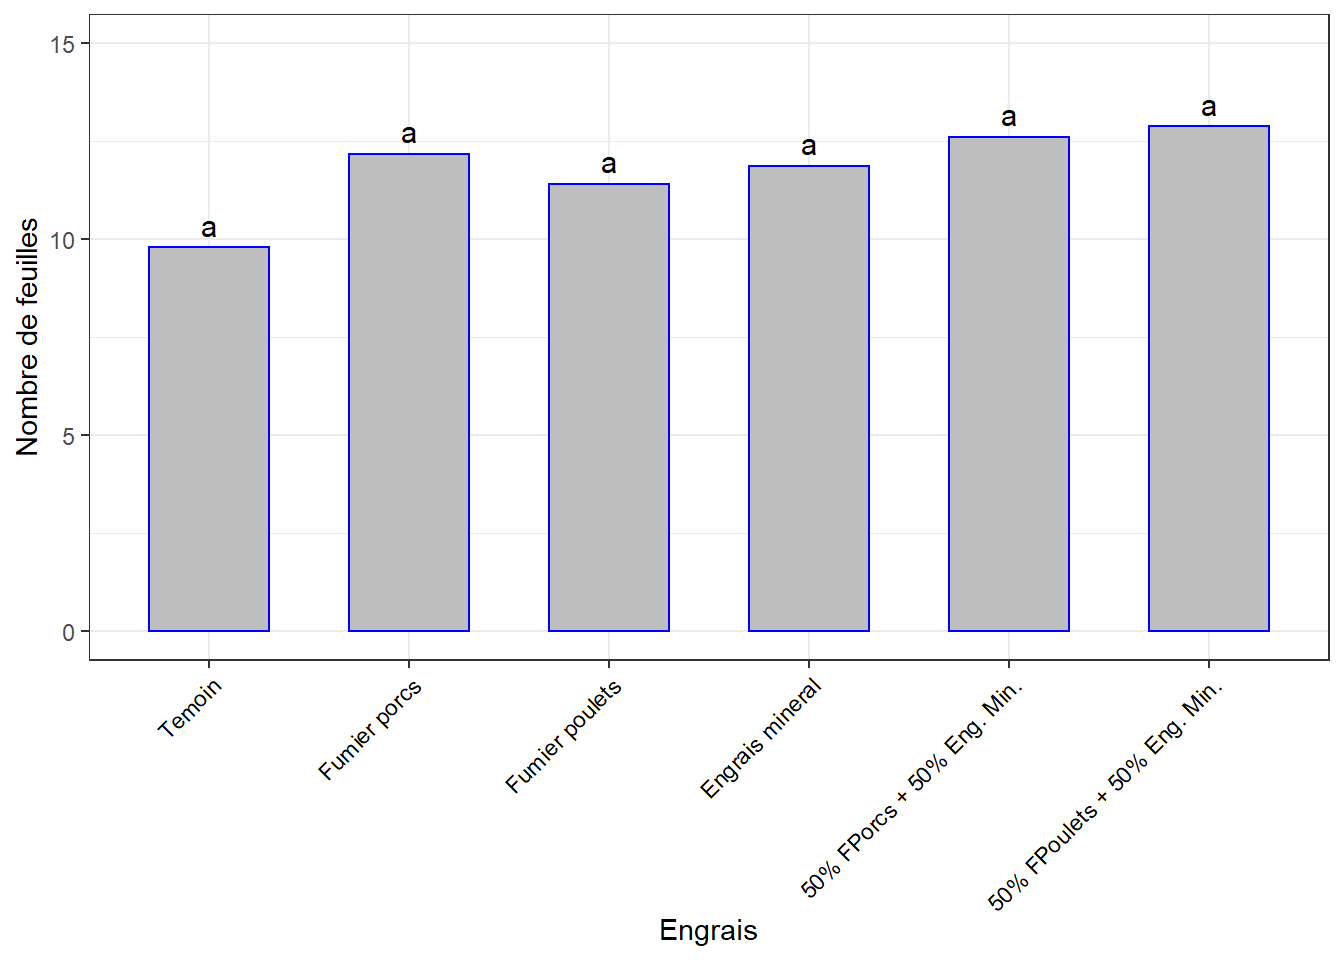 15
10
5
0
Nombre de feuilles
a
a
a
a
a
a
Temoin
Fumier porcs
Fumier poulets
Engrais mineral
50% FPorcs + 50% Eng. Min.
50% FPoulets + 50% Eng. Min.
Engrais